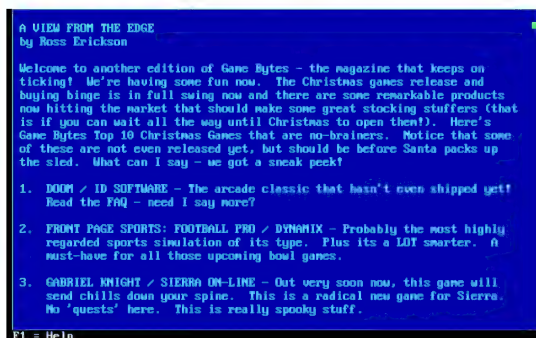 A VIEW FROM THE EDGE
by Ross Erickson
Welcome to another edition of Game Bytes - the magazine that keeps on
ticking!  We're having some fun now.  The Christmas games release and
buying binge is in full swing now and there are some remarkable products
now hitting the market that should make some great stocking stuffers (that
is if you can wait all the way until Christmas to open them!).  Here's
Game Bytes Top 10 Christmas Games that are no-brainers.  Notice that some
of these are not even released yet, but should be before Santa packs up
the sled.  What can I say - we got a sneak peek!
1.  DOOM / ID SOFTWARE - The arcade classic that hasn't even shipped yet!
Read the FAQ - need I say more?
2.  FRONT PAGE SPORTS: FOOTBALL PRO / DYNAMIX - Probably the most highly
regarded sports simulation of its type.  Plus its a LOT smarter.  A
must-have for all those upcoming bowl games.
3.  GABRIEL KNIGHT / SIERRA ON-LINE - Out very soon now, this game will
send chills down your spine.  This is a radical new game for Sierra.
No 'quests' here.  This is really spooky stuff.
F1 = Help